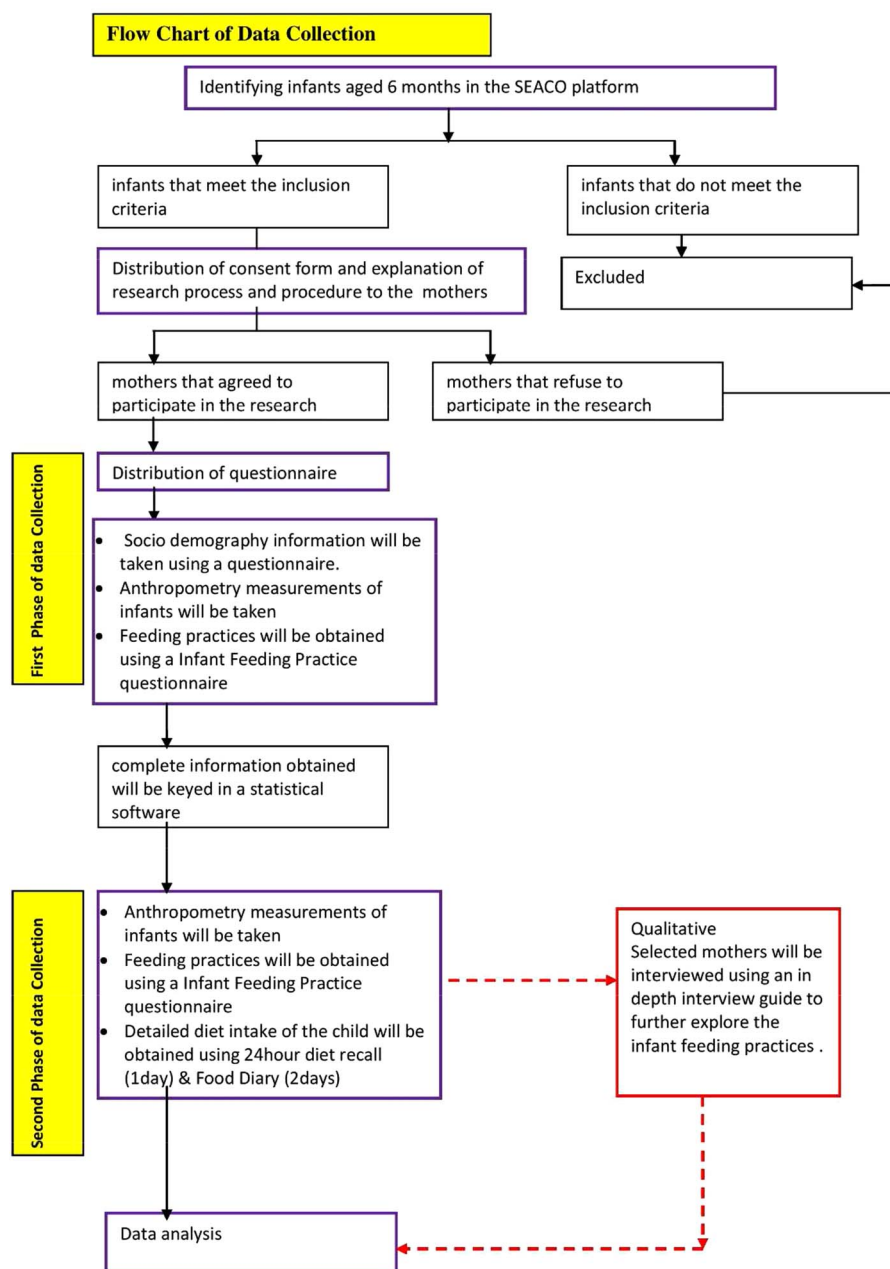 Flow Chart of Data Collection
Identifying infants aged 6 months in the SEACO platform
infants that meet the inclusion
criteria
infants that do not meet the
inclusion criteria
Distribution of consent form and explanation of
research process and procedure to the mothers
Excluded
mothers that agreed to
participate in the research
mothers that refuse to
participate in the research
First Phase of data Collection
Distribution of questionnaire
• Socio demography information will be
taken using a questionnaire.
• Anthropometry measurements of
infants will be taken
• Feeding practices will be obtained
using a Infant Feeding Practice
questionnaire
complete information obtained
will be keyed in a statistical
software
Second Phase of data Collection
• Anthropometry measurements of
infants will be taken
• Feeding practices will be obtained
using a Infant Feeding Practice
questionnaire
• Detailed diet intake of the child will be
obtained using 24hour diet recall
(1day) & Food Diary (2days)
Qualitative
Selected mothers will be
interviewed using an in
depth interview guide to
further explore the
infant feeding practices .
Data analysis